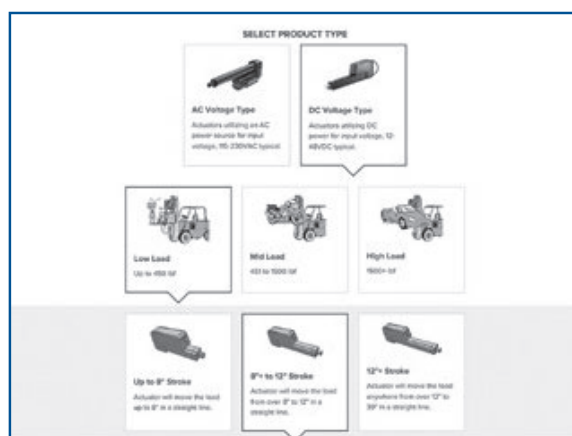 SELECT PRODUCT TYPE
AC Voltage Type
Actuators utilizing an AC
power source for input
voltage, 115-230VAC typical.
DC Voltage Type
Actuators utilizing DC
power for input voltage, 12-
48VDC typical.
Low Load
Up to 450 lbf
Mid Load
451 to 1500 lbf
High Load
1500+ lbf
Up to 8" Stroke
Actuator will move the load
up to 8" in a straight line.
8"+ to 12" Stroke
Actuator will move the load
from over 8" to 12" in a
straight line.
12"+ Stroke
Actuator will move the load
anywhere from over 12" to
39" in a straight line.